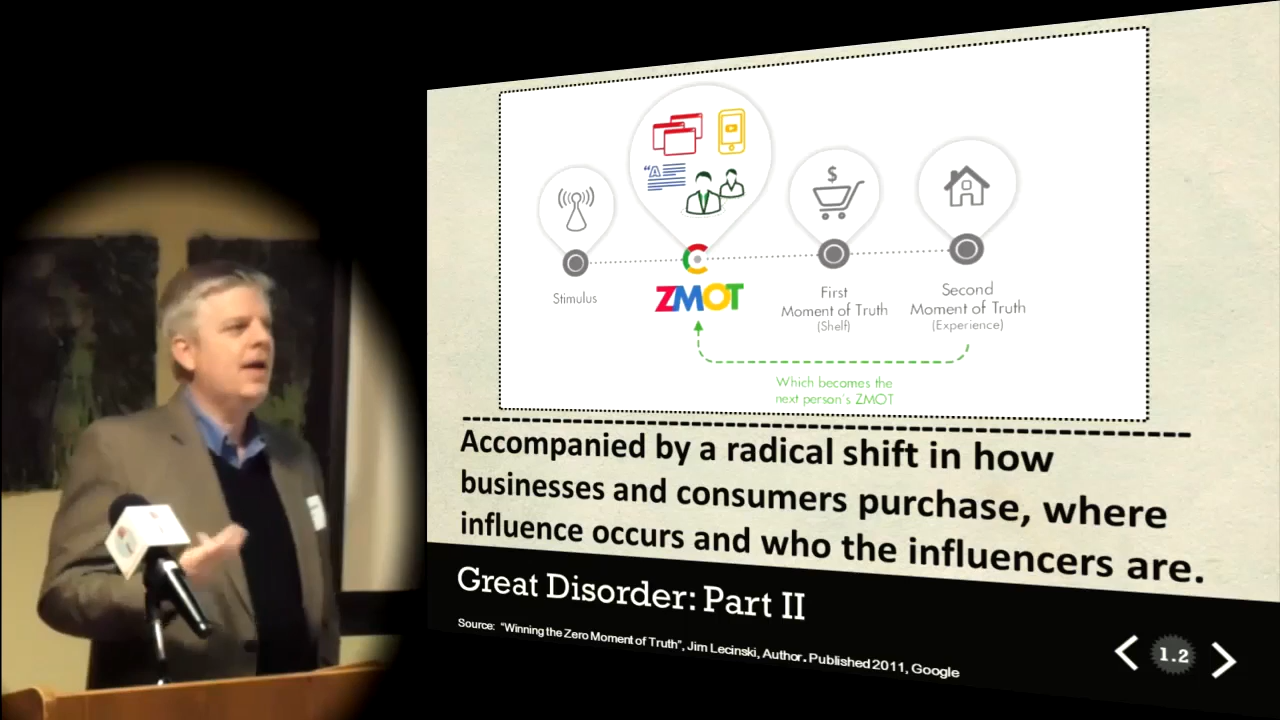 "A
$
ZMOT
Stimulus
First
Moment of Truth
(Shelf)
Second
Moment of Truth
(Experience)
Which becomes the
next person's ZMOT
Accompanied by a radical shift in how
businesses and consumers purchase, where
influence occurs and who the influencers are.
Great Disorder: Part II
Source: "Winning the Zero Moment of Truth", Jim Lecinski, Author. Published 2011, Google
1.2